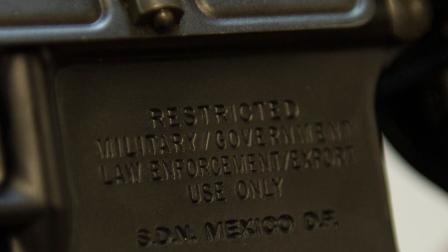 RESTRICTED
MILITARY/GOVERNMENT
LAW ENFORCEMENT/EXPORT
USE ONLY
S.D.N. MEXICO D.F.